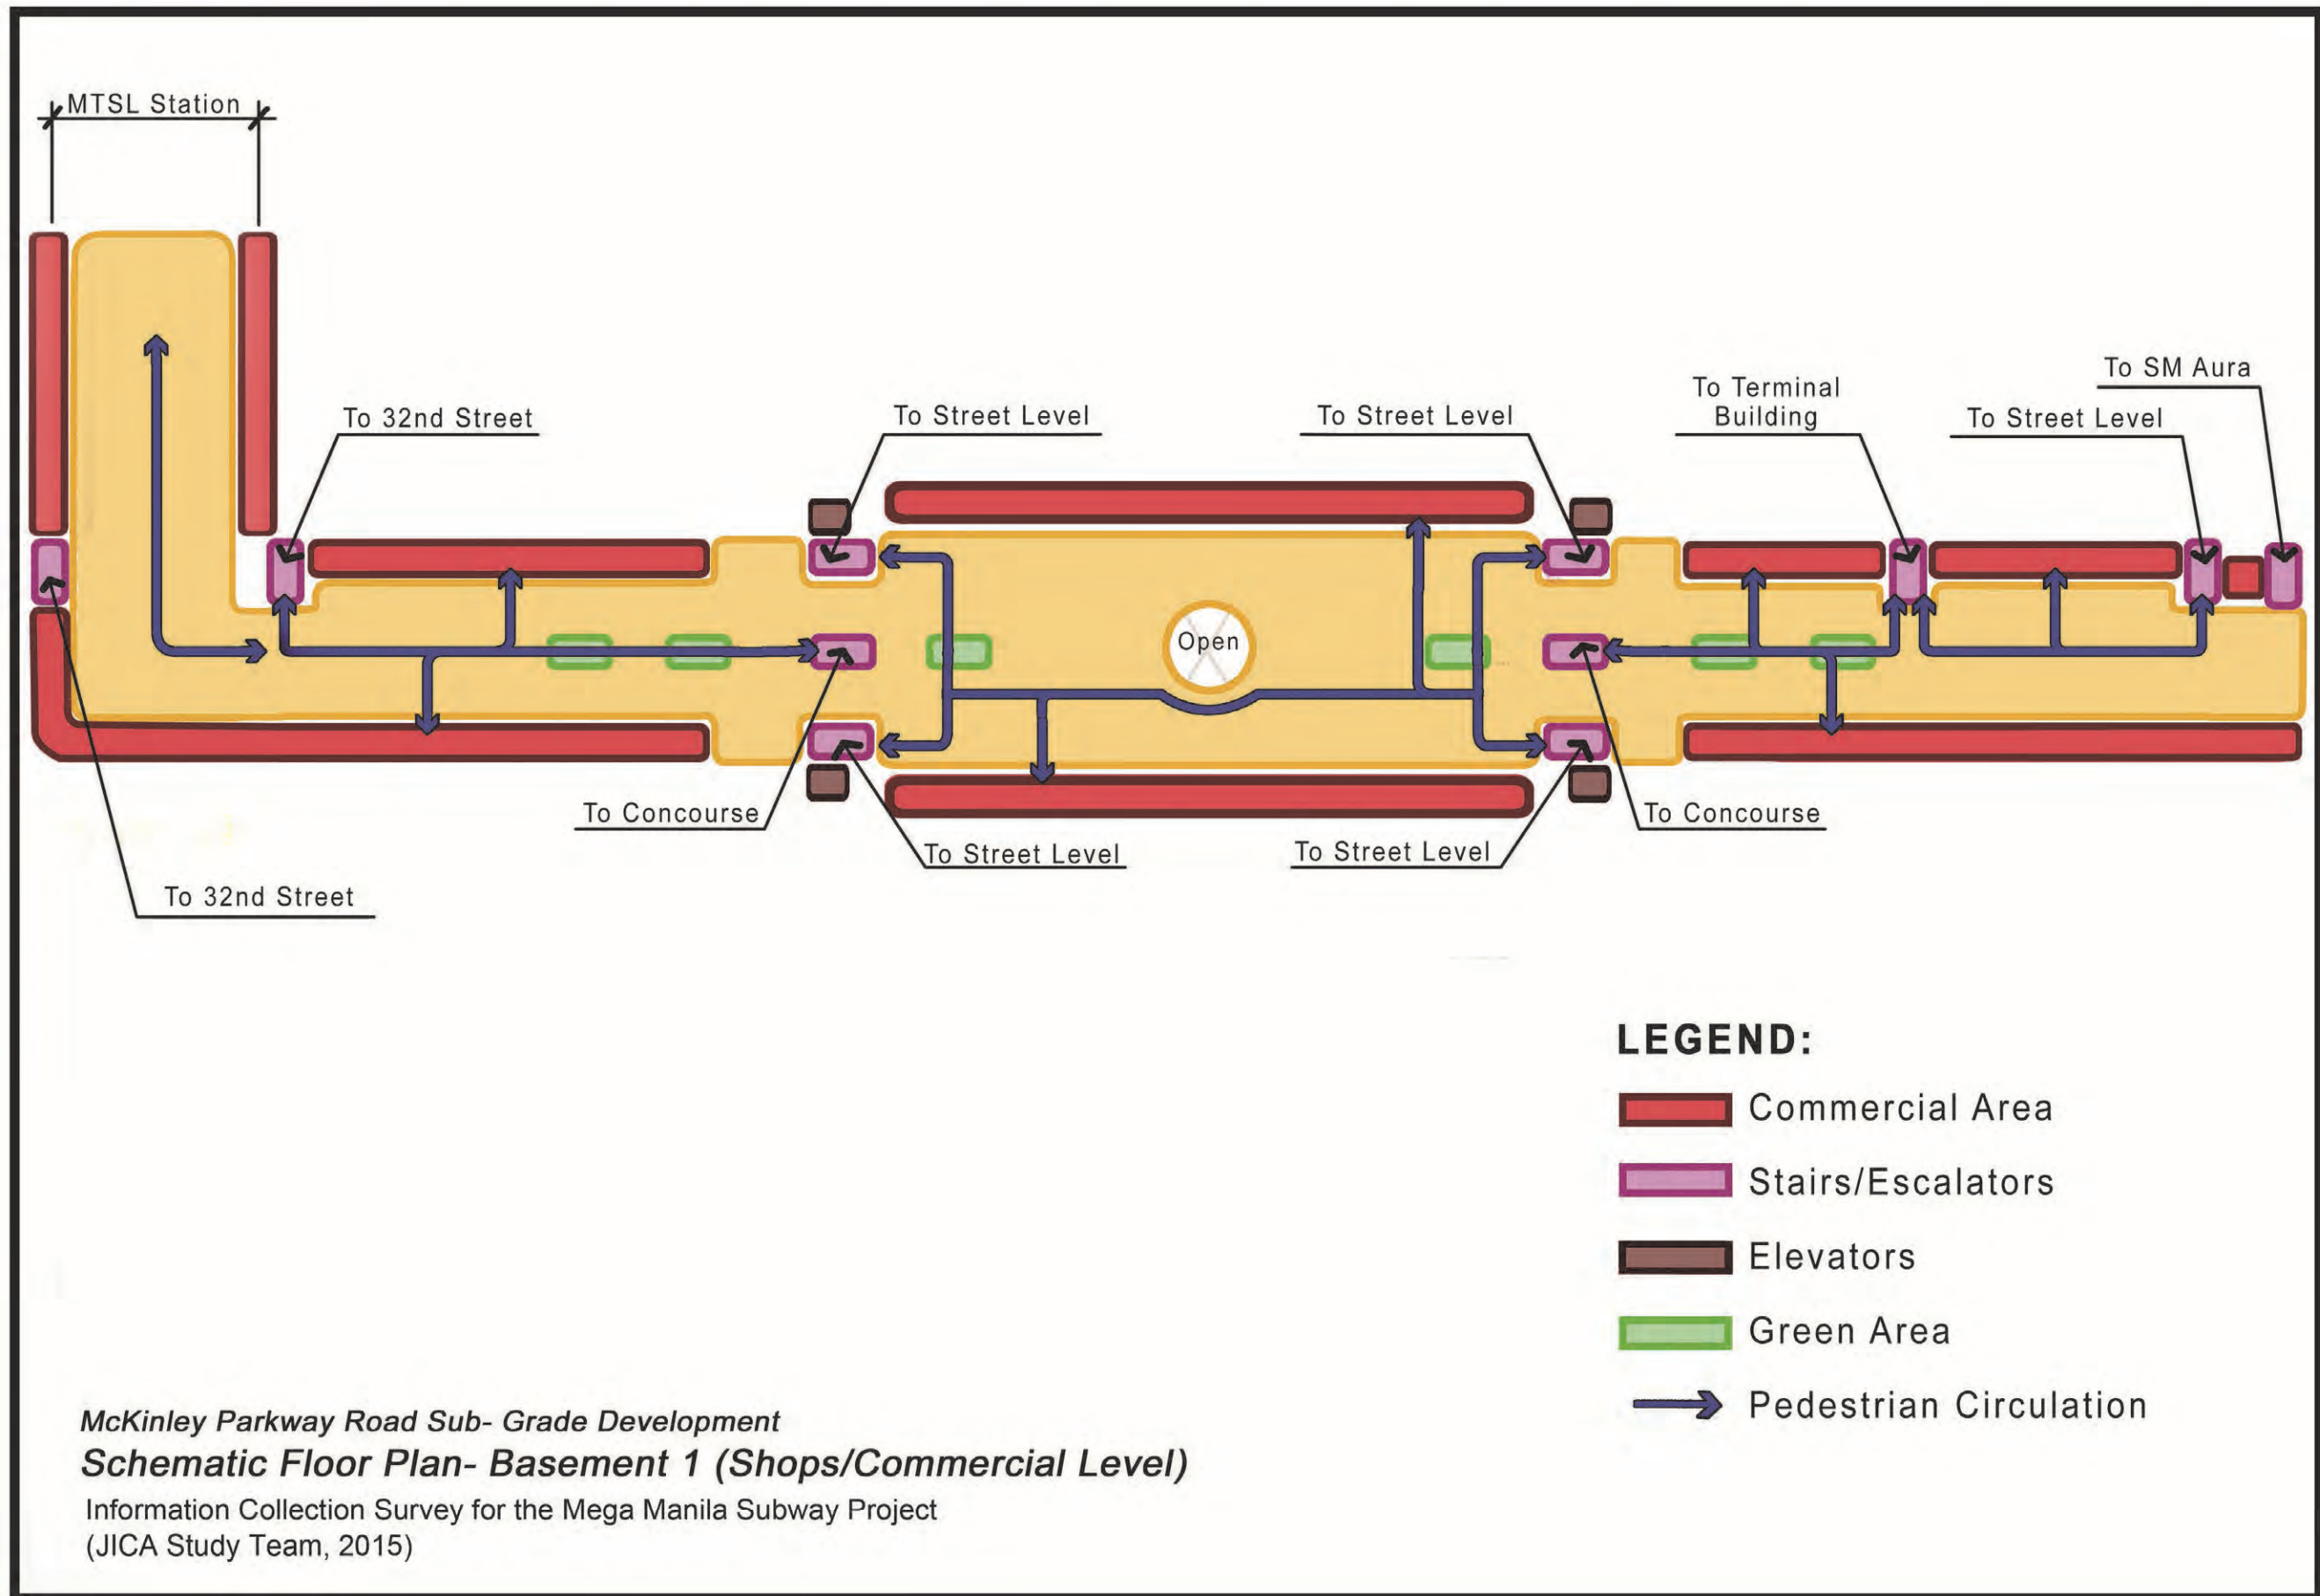 MTSL Station
To SM Aura
To Terminal
Building
To 32nd Street
To Street Level
To Street Level
To Street Level
Open
To Concourse
To Concourse
To Street Level
To Street Level
To 32nd Street
LEGEND:
Commercial Area
Stairs/Escalators
Elevators
Green Area
Pedestrian Circulation
McKinley Parkway Road Sub- Grade Development
Schematic Floor Plan- Basement 1 (Shops/Commercial Level)
Information Collection Survey for the Mega Manila Subway Project
(JICA Study Team, 2015)